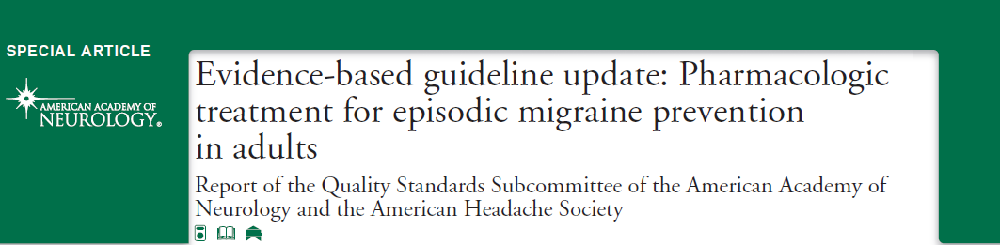 SPECIAL ARTICLE
AMERICAN ACADEMY OF
NEUROLOGY®
Evidence-based guideline update: Pharmacologic
treatment for episodic migraine prevention
in adults
Report of the Quality Standards Subcommittee of the American Academy of
Neurology and the American Headache Society